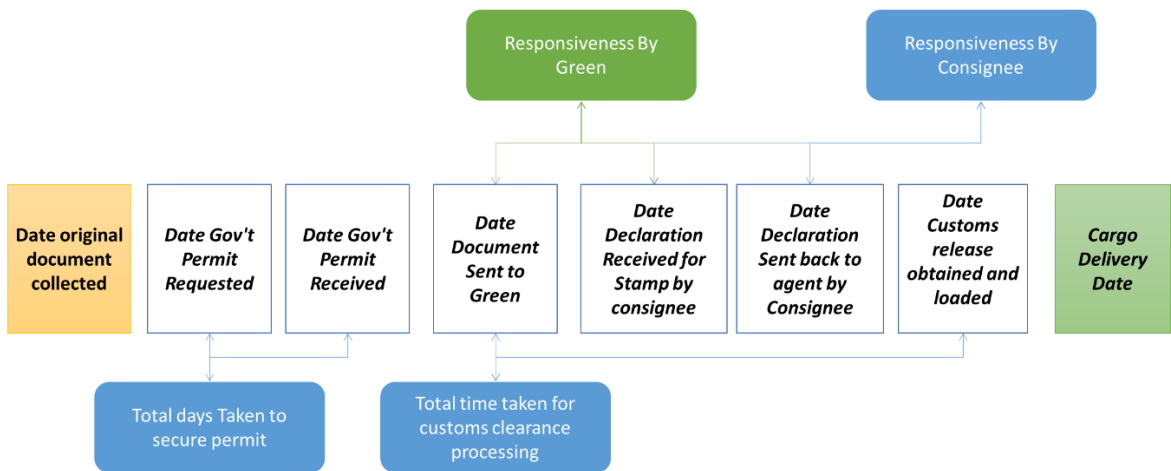 Responsiveness By
Green
Responsiveness By
Consignee
Date original
document
collected
Date Gov't
Permit
Requested
Date Gov't
Permit
Received
Date
Document
Sent to
Green
Date
Declaration
Received for
Stamp by
consignee
Date
Declaration
Sent back to
agent by
Consignee
Date
Customs
release
obtained and
loaded
Cargo
Delivery
Date
Total days Taken to
secure permit
Total time taken for
customs clearance
processing